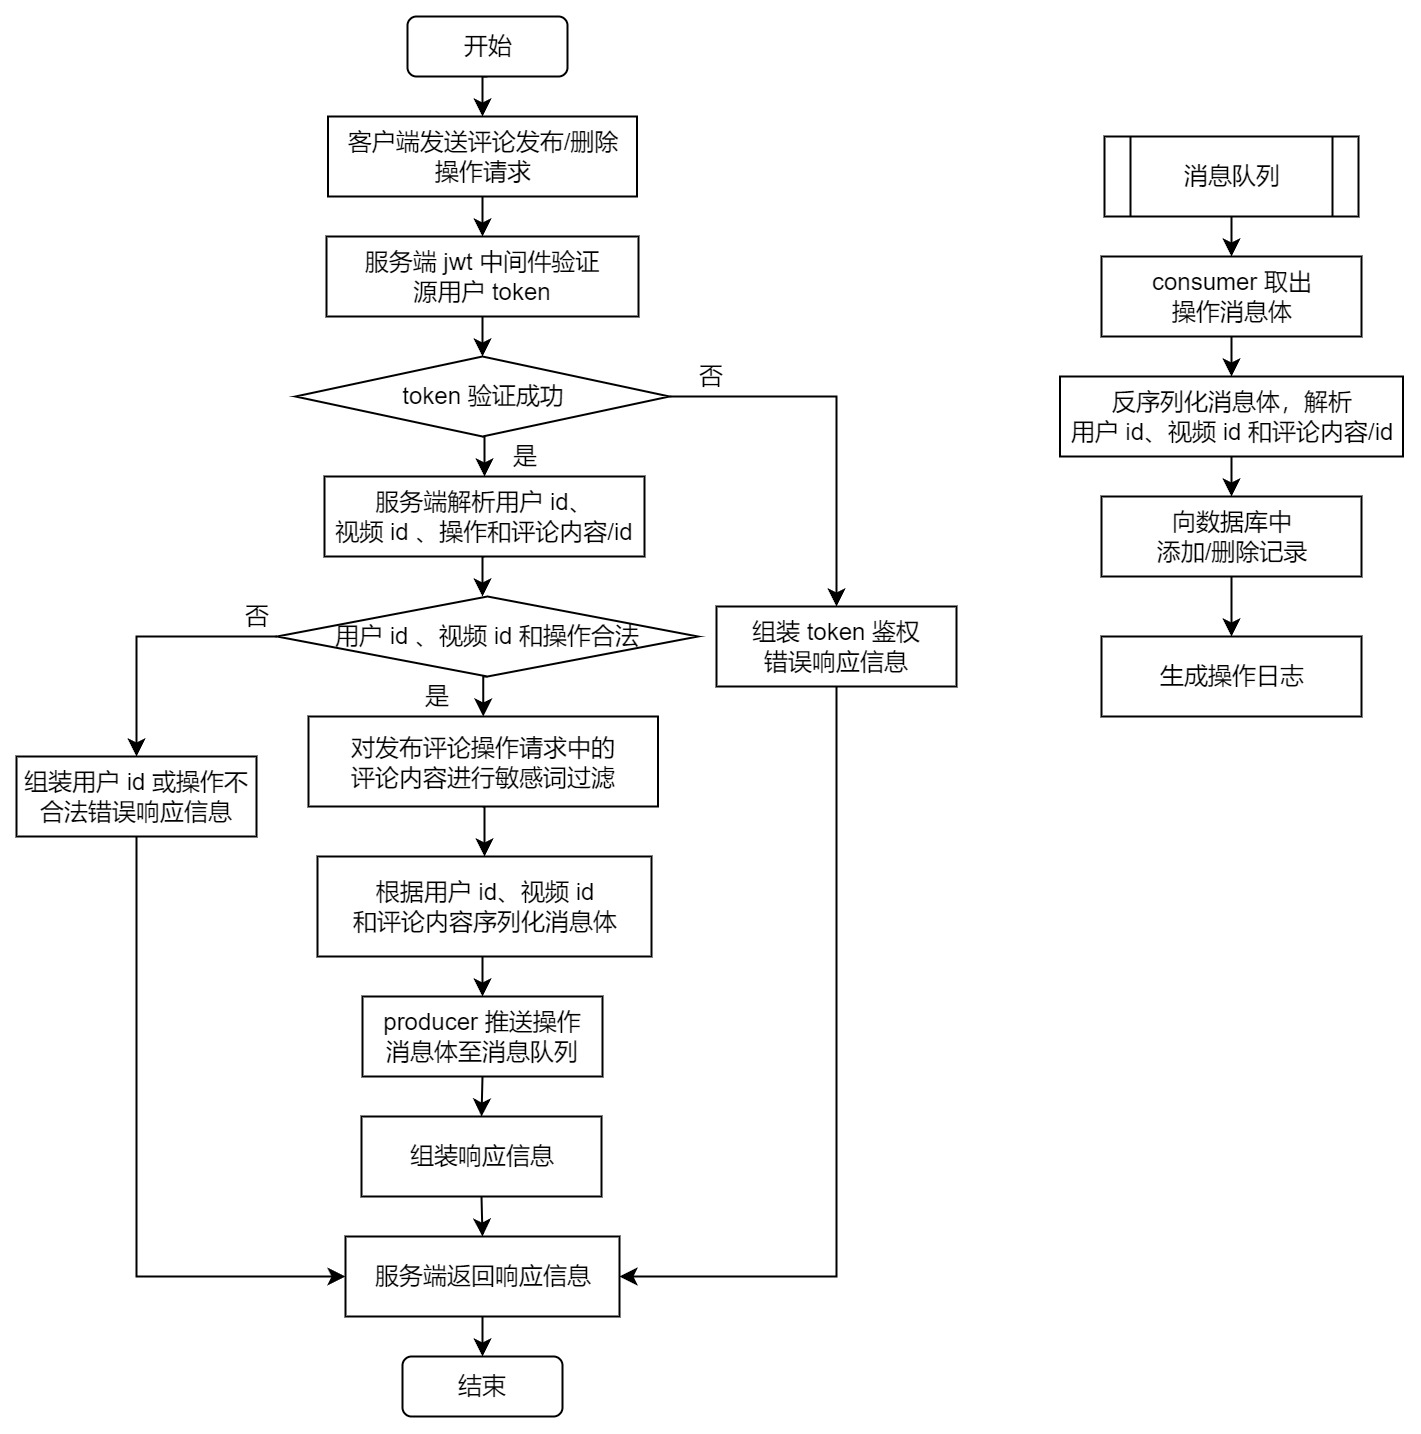 开始
客户端发送评论发布/删除
操作请求
服务端 jwt 中间件验证
源用户 token
token 验证成功
否
是
服务端解析用户 id、
视频 id 、操作和评论内容/id
否
用户 id 、视频 id 和操作合法
组装 token 鉴权
错误响应信息
是
对发布评论操作请求中的
评论内容进行敏感词过滤
组装用户 id 或操作不
合法错误响应信息
根据用户 id、视频 id
和评论内容序列化消息体
producer 推送操作
消息体至消息队列
组装响应信息
服务端返回响应信息
结束
消息队列
consumer 取出
操作消息体
反序列化消息体，解析
用户 id、视频 id 和评论内容/id
向数据库中
添加/删除记录
生成操作日志